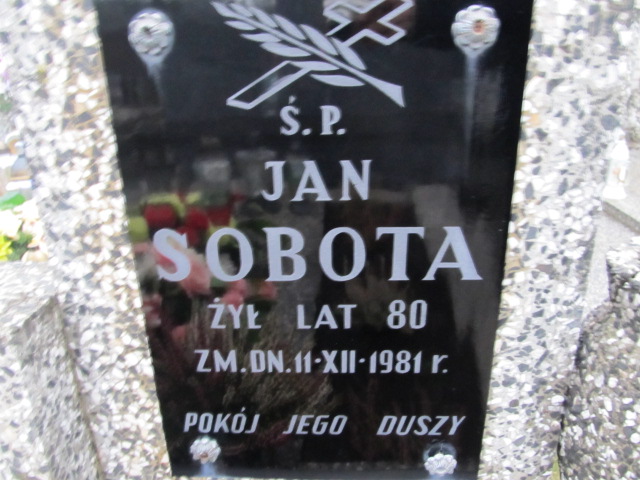 Ś.P.
JAN
SOBOTA
ŻYŁ LAT 80
ZM.DN.11-XII-1981 r.
POKÓJ JEGO DUSZY